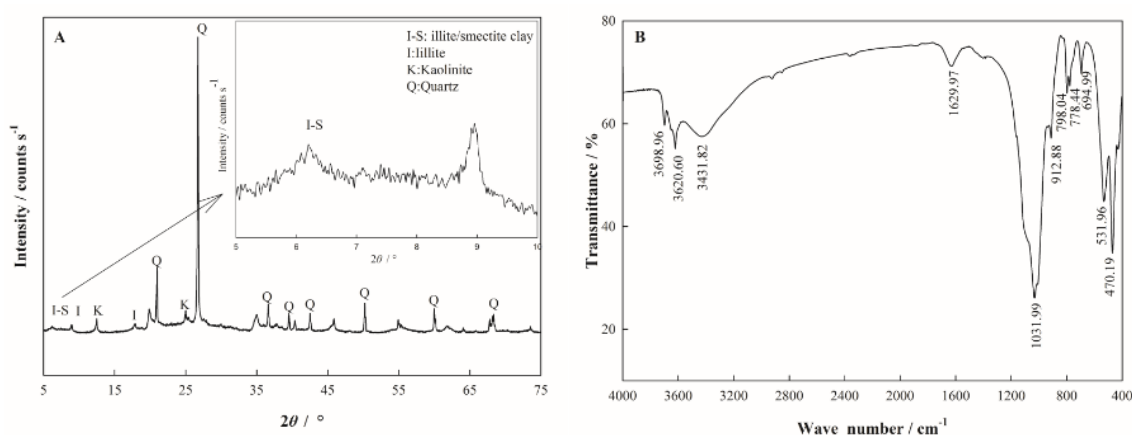 A
Q
I-S: illite/smectite clay
I:Iillite
K:Kaolinite
Q:Quartz
Intensity / counts s-1
I-S
5 6 7 8 9 10
2θ / °
Intensity / counts s-1
Q
I-S I K I K Q Q Q Q Q Q
5 15 25 35 45 55 65 75
2θ / °
B
80
60
40
20
Transmittance / %
3698.96
3620.60
3431.82
1629.97
1031.99
912.88
798.04
778.44
694.99
531.96
470.19
4000 3600 3200 2800 2400 2000 1600 1200 800 400
Wave number / cm-1